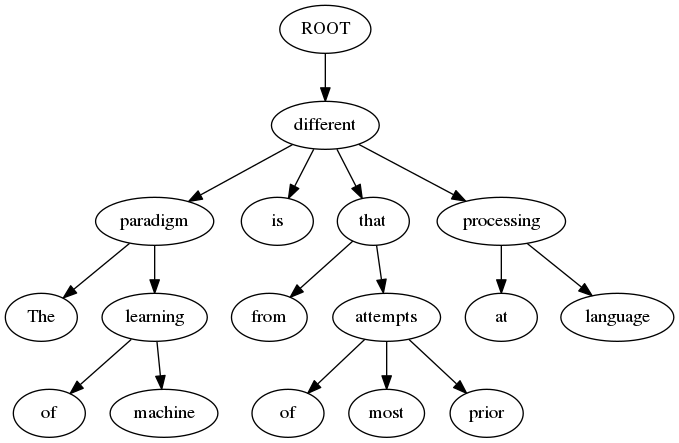 ROOT
different
paradigm is that processing
The learning from attempts at language
of machine of most prior